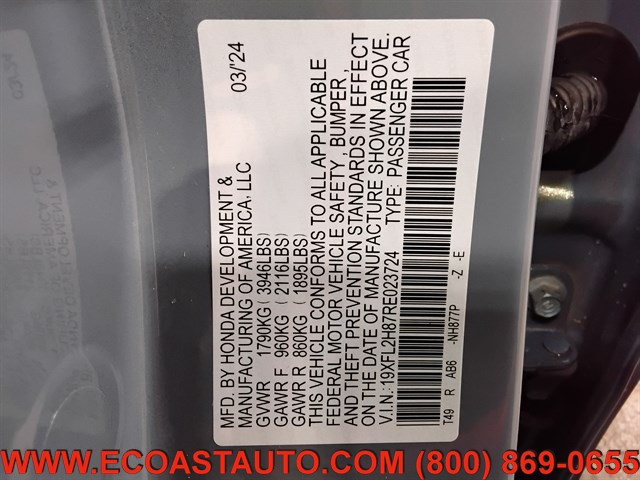 MFD. BY HONDA DEVELOPMENT & 03/'24
MANUFACTURING OF AMERICA, LLC
GVWR 1790KG ( 3946LBS)
GAWR F 960KG ( 2116LBS)
GAWR R 860KG ( 1895LBS)
THIS VEHICLE CONFORMS TO ALL APPLICABLE
FEDERAL MOTOR VEHICLE SAFETY , BUMPER ,
AND THEFT PREVENTION STANDARDS IN EFFECT
ON THE DATE OF MANUFACTURE SHOWN ABOVE.
V.I.N.:19XFL2H87RE023724 TYPE: PASSENGER CAR
T49 R AB6 -NH877P -Z -E
WWW.ECOASTAUTO.COM (800) 869-0655